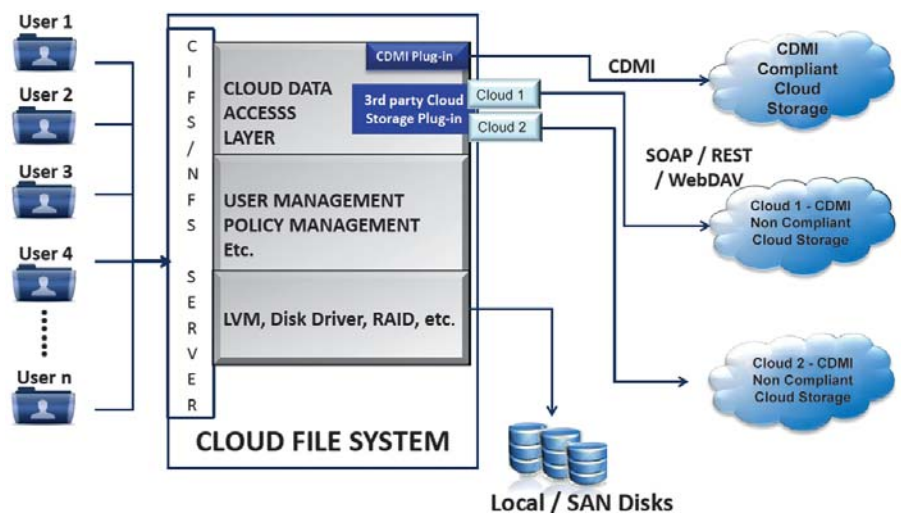 User 1
User 2
User 3
User 4
User n
CIFS/NFS SERVER
CLOUD DATA
ACCESSS
LAYER
CDMI Plug-in
3rd party Cloud
Storage Plug-in
Cloud 1
Cloud 2
USER MANAGEMENT
POLICY MANAGEMENT
Etc.
LVM, Disk Driver, RAID, etc.
CLOUD FILE SYSTEM
CDMI
SOAP / REST
/ WebDAV
CDMI
Compliant
Cloud
Storage
Cloud 1 - CDMI
Non Compliant
Cloud Storage
Cloud 2 - CDMI
Non Compliant
Cloud Storage
Local / SAN Disks